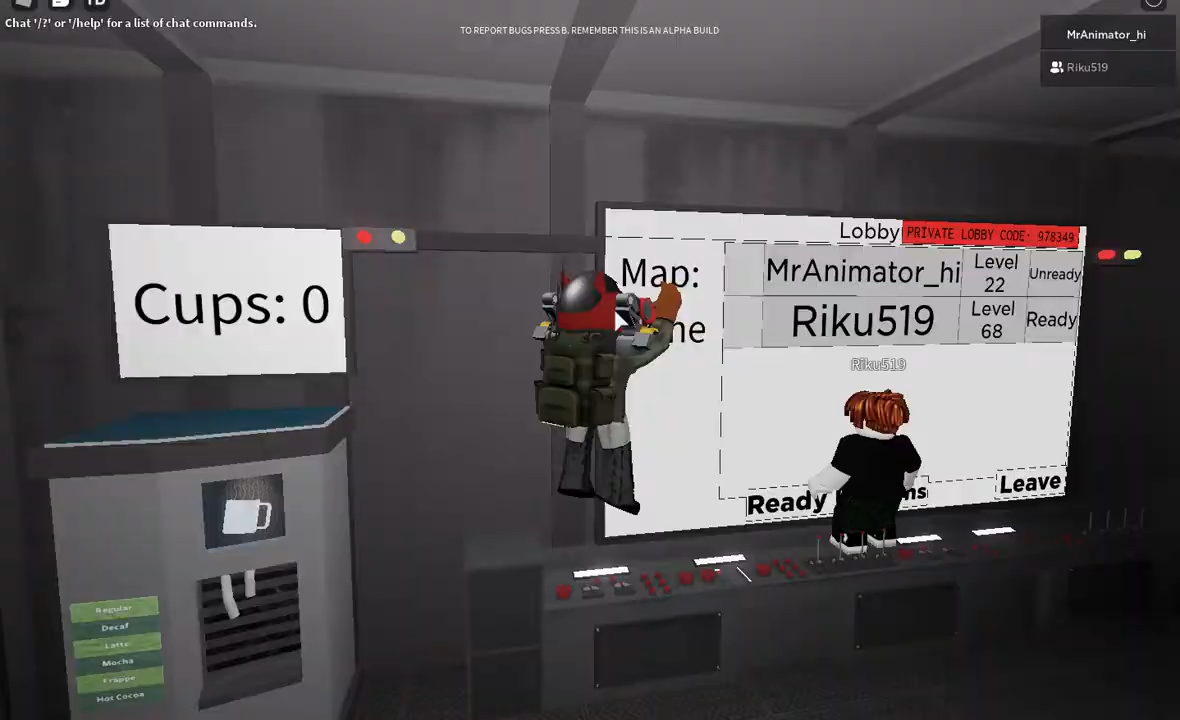 Chat '/?' or '/help' for a list of chat commands.
TO REPORT BUGS PRESS B. REMEMBER THIS IS AN ALPHA BUILD
MrAnimator_hi
Riku519
Cups: 0
Lobby
PRIVATE LOBBY CODE: 978349
Map:
MrAnimator_hi
Level
22
Unready
Riku519
Level
68
Ready
Riku519
Ready
Leave
Regular
Decaf
Latte
Mocha
Frappe
Hot Cocoa